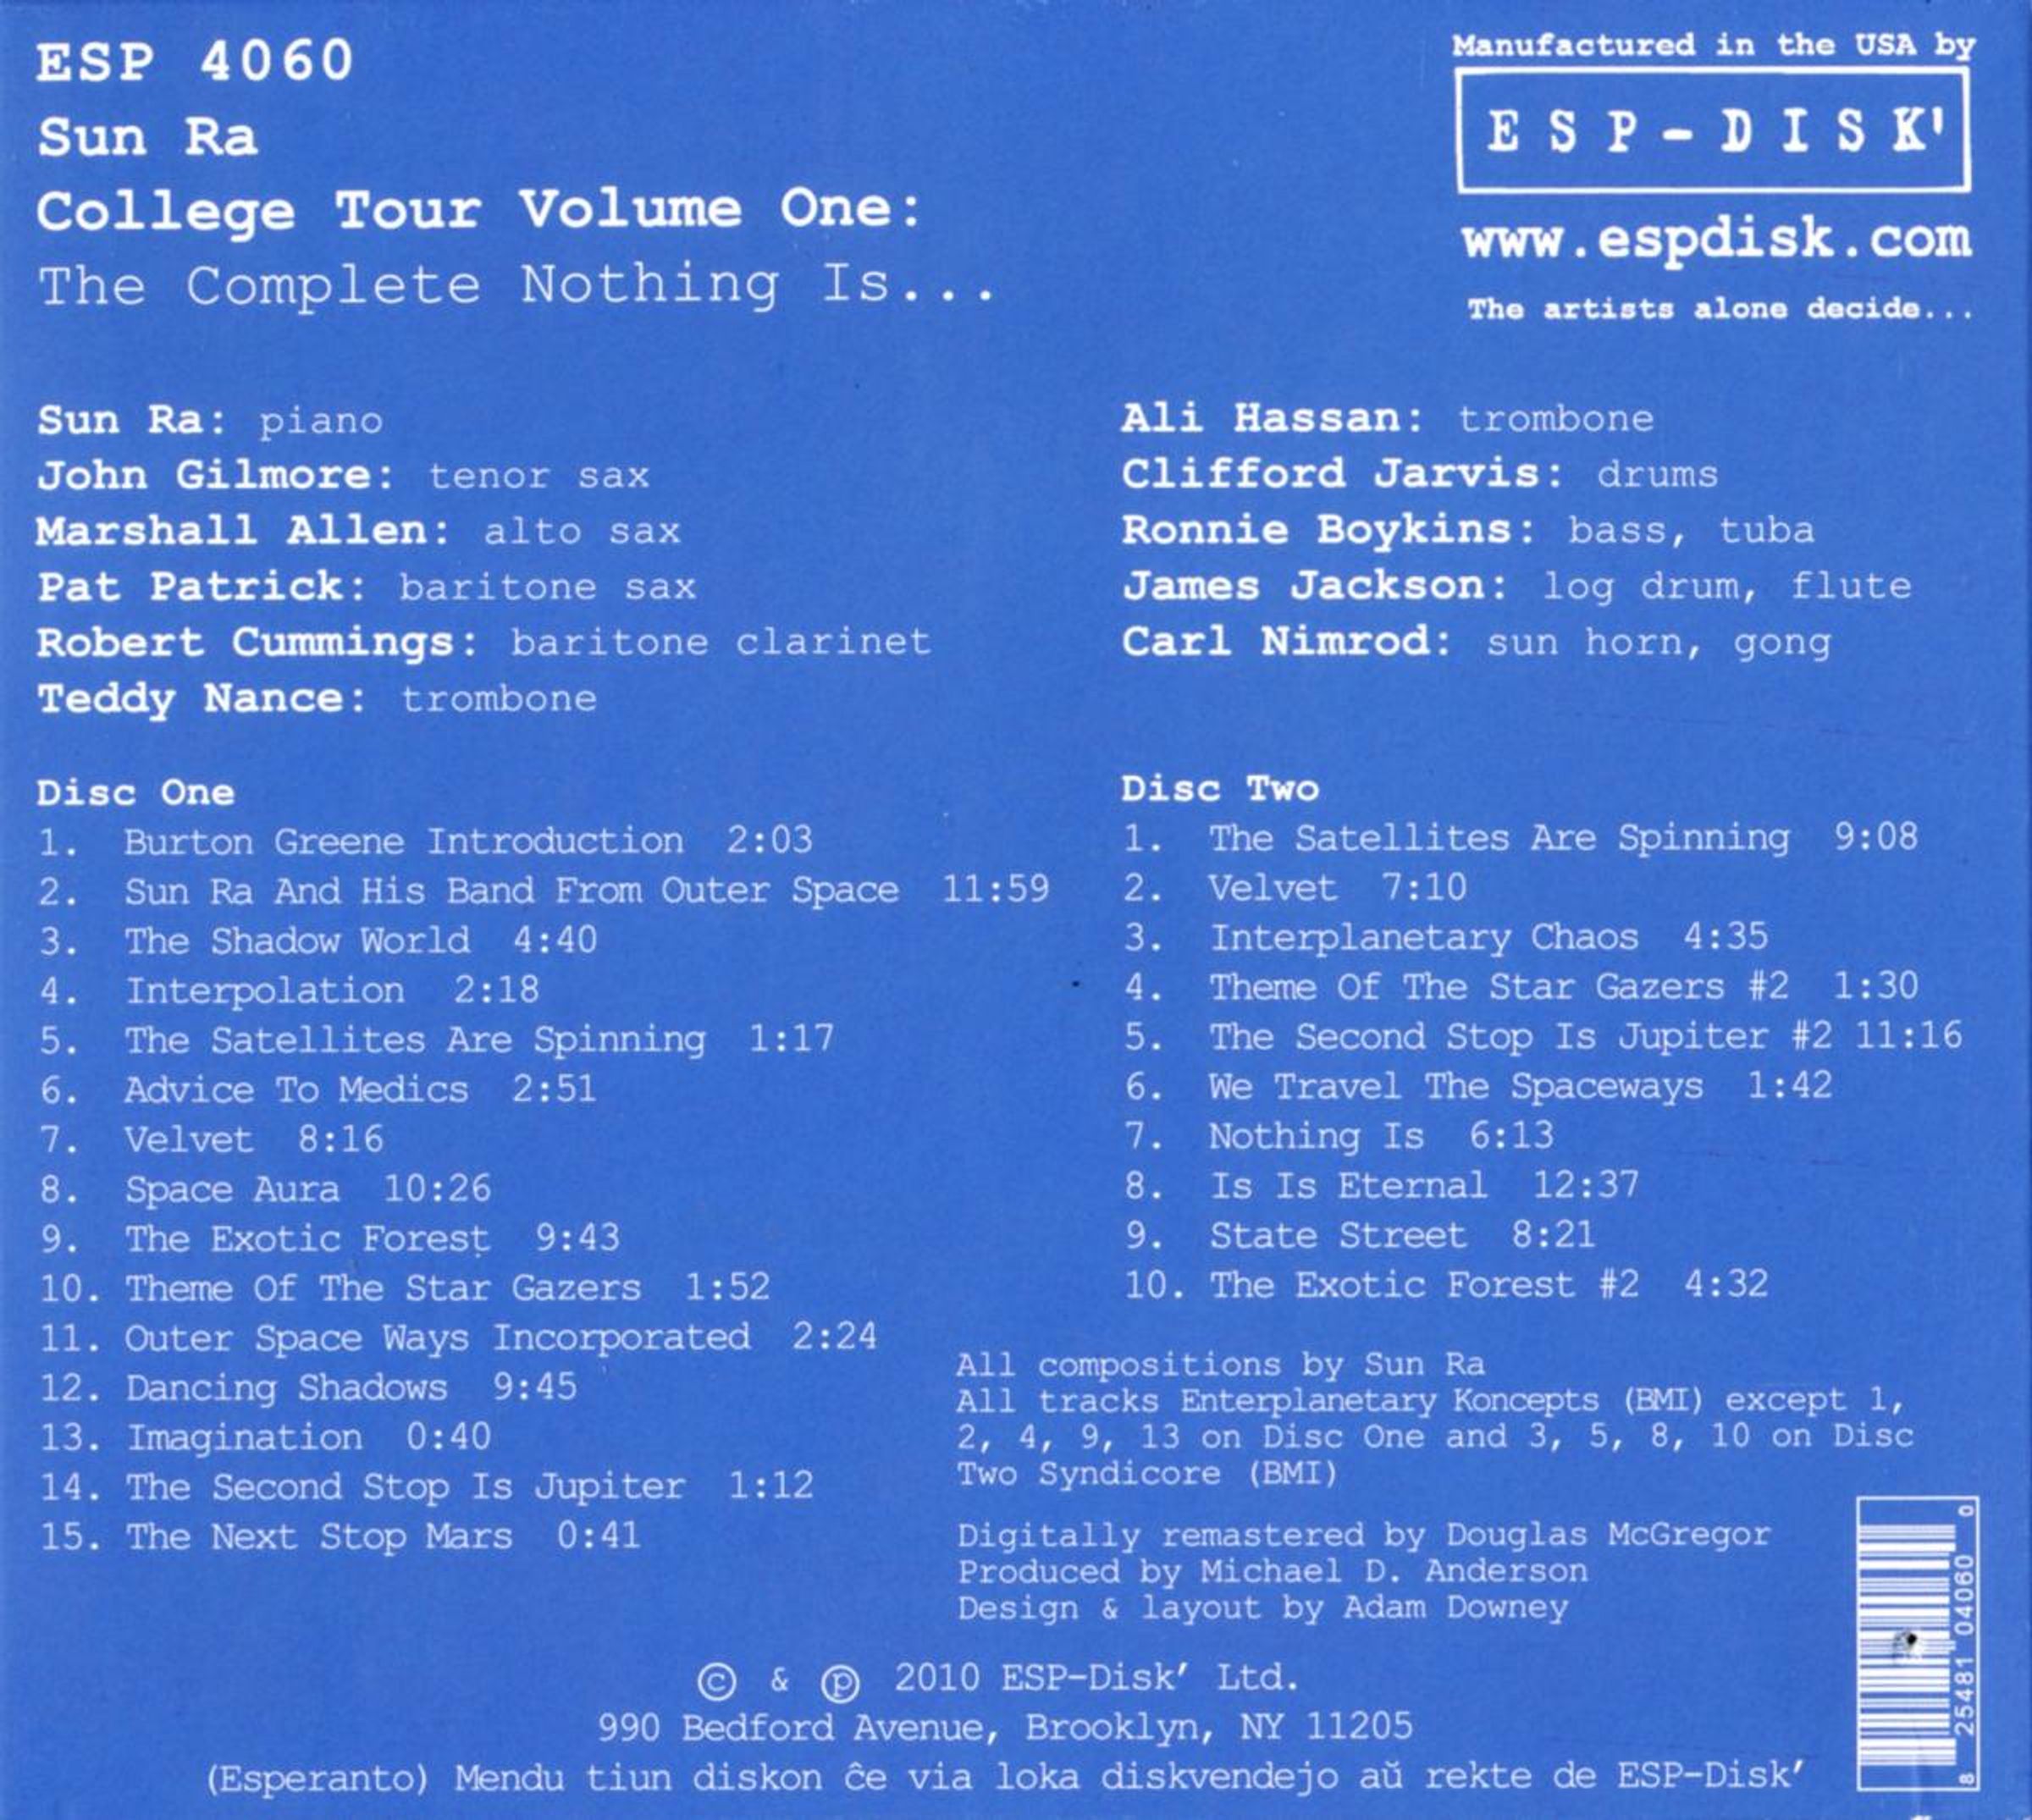 ESP 4060
Sun Ra
College Tour Volume One:
The Complete Nothing Is...
Manufactured in the USA by
ESP-DISK'
www.espdisk.com
The artists alone decide...
Sun Ra: piano
John Gilmore: tenor sax
Marshall Allen: alto sax
Pat Patrick: baritone sax
Robert Cummings: baritone clarinet
Teddy Nance: trombone
Ali Hassan: trombone
Clifford Jarvis: drums
Ronnie Boykins: bass, tuba
James Jackson: log drum, flute
Carl Nimrod: sun horn, gong
Disc One
1. Burton Greene Introduction 2:03
2. Sun Ra And His Band From Outer Space 11:59
3. The Shadow World 4:40
4. Interpolation 2:18
5. The Satellites Are Spinning 1:17
6. Advice To Medics 2:51
7. Velvet 8:16
8. Space Aura 10:26
9. The Exotic Forest 9:43
10. Theme Of The Star Gazers 1:52
11. Outer Space Ways Incorporated 2:24
12. Dancing Shadows 9:45
13. Imagination 0:40
14. The Second Stop Is Jupiter 1:12
15. The Next Stop Mars 0:41
Disc Two
1. The Satellites Are Spinning 9:08
2. Velvet 7:10
3. Interplanetary Chaos 4:35
4. Theme Of The Star Gazers #2 1:30
5. The Second Stop Is Jupiter #2 11:16
6. We Travel The Spaceways 1:42
7. Nothing Is 6:13
8. Is Is Eternal 12:37
9. State Street 8:21
10. The Exotic Forest #2 4:32
All compositions by Sun Ra
All tracks Enterplanetary Koncepts (BMI) except 1,
2, 4, 9, 13 on Disc One and 3, 5, 8, 10 on Disc
Two Syndicore (BMI)
Digitally remastered by Douglas McGregor
Produced by Michael D. Anderson
Design & layout by Adam Downey
8 25481 04060 0
© & ℗ 2010 ESP-Disk' Ltd.
990 Bedford Avenue, Brooklyn, NY 11205
(Esperanto) Mendu tiun diskon ĉe via loka diskvendejo aŭ rekte de ESP-Disk'